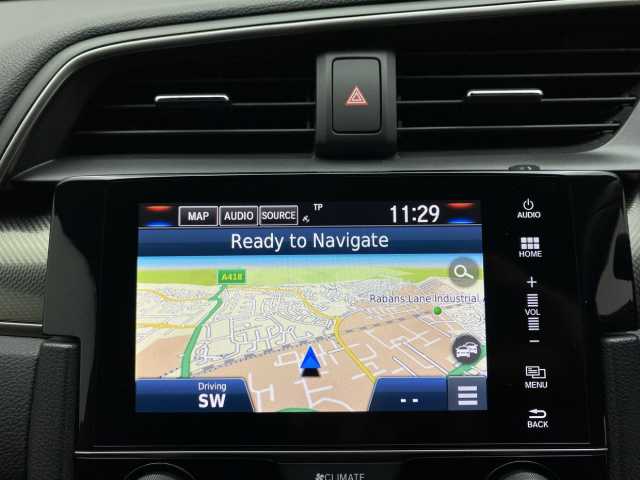 MAP AUDIO SOURCE TP 11:29
Ready to Navigate
A418
Rabans Lane Industrial
Driving
SW
- -
AUDIO
HOME
+
VOL
−
MENU
BACK
CLIMATE